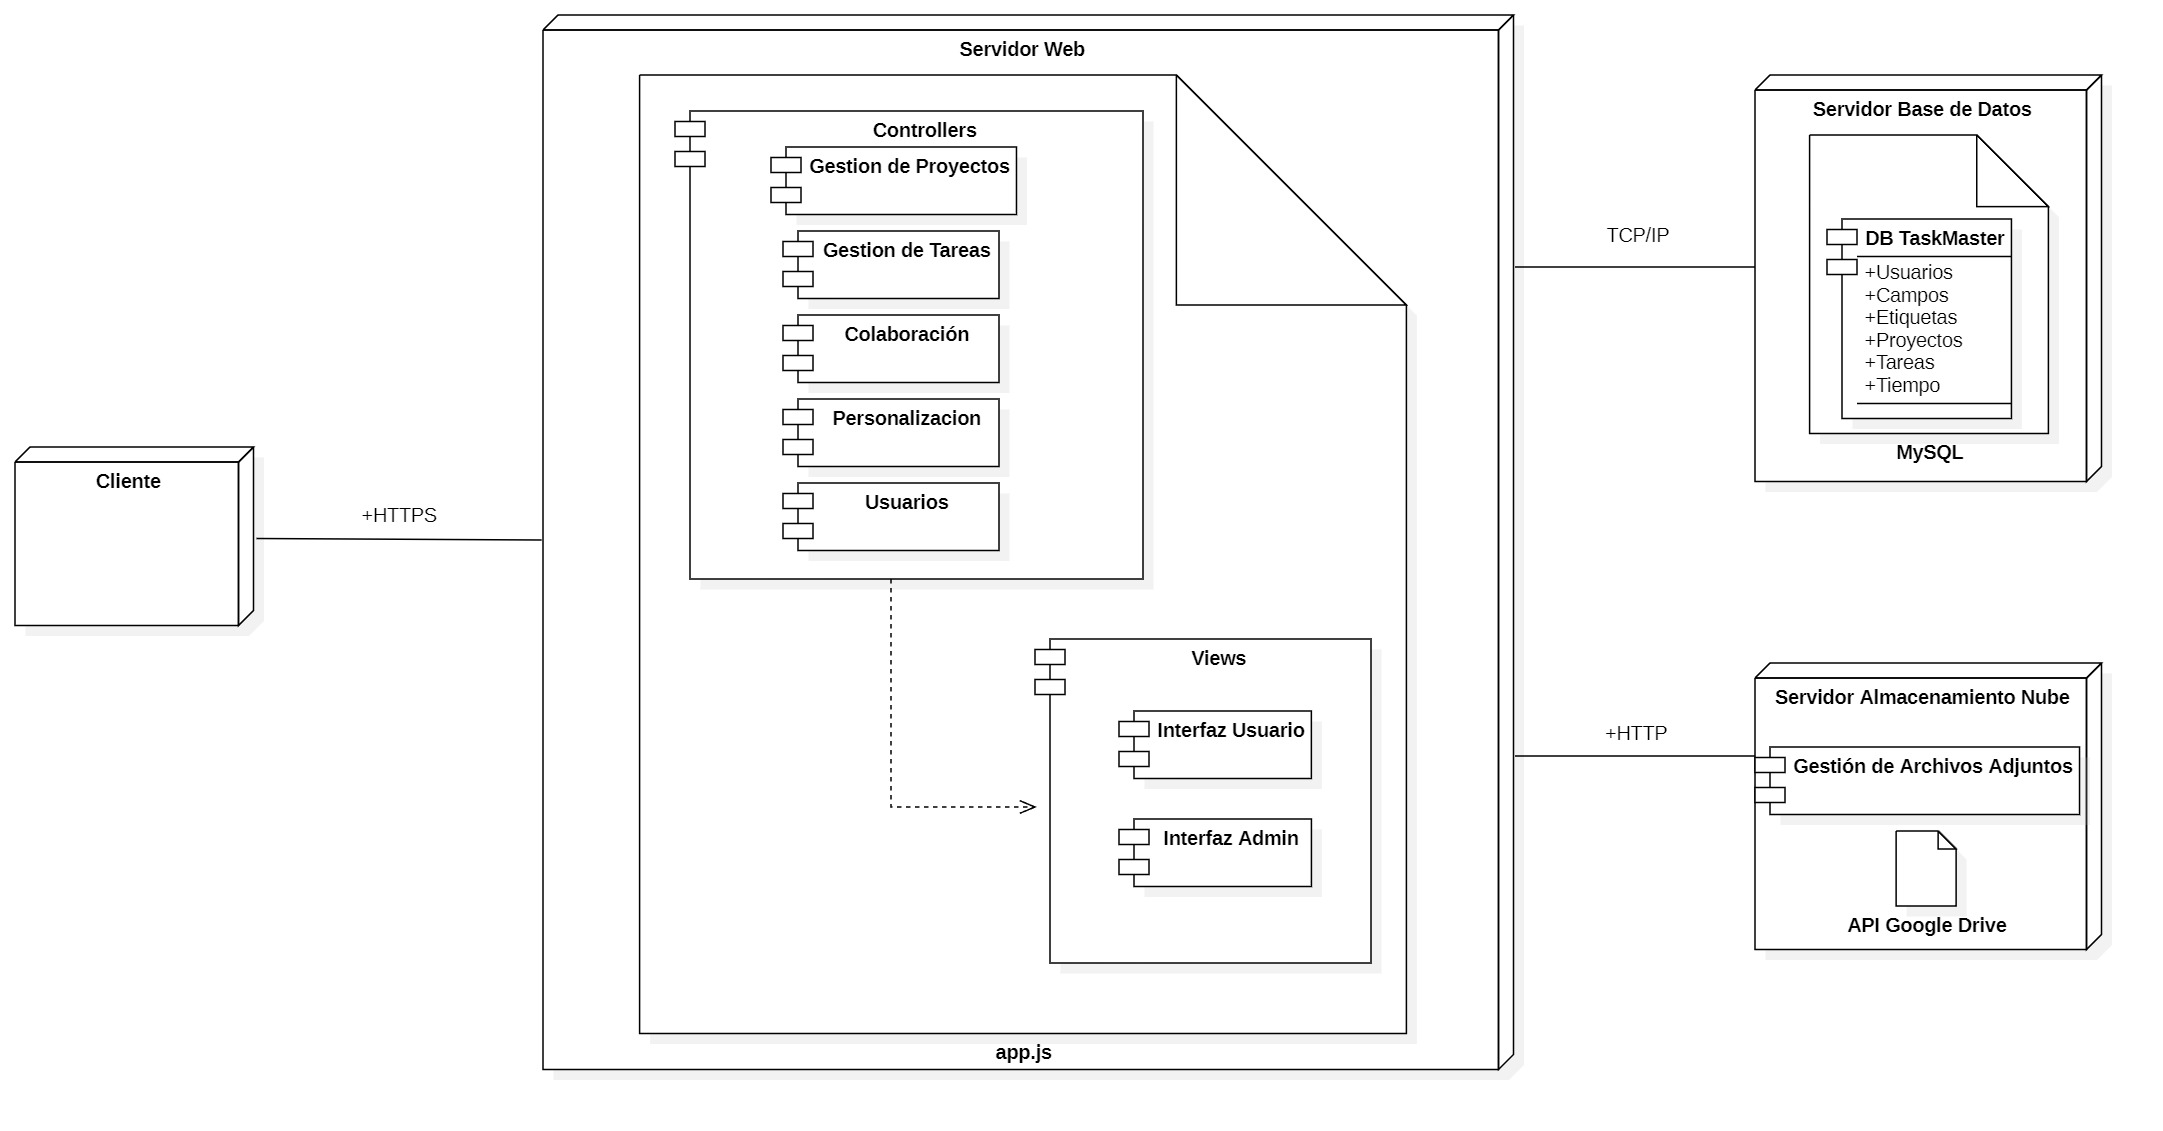 Servidor Web
Controllers
Gestion de Proyectos
Gestion de Tareas
Colaboración
Personalizacion
Usuarios
Cliente
+HTTPS
Views
Interfaz Usuario
Interfaz Admin
app.js
TCP/IP
Servidor Base de Datos
DB TaskMaster
+Usuarios
+Campos
+Etiquetas
+Proyectos
+Tareas
+Tiempo
MySQL
+HTTP
Servidor Almacenamiento Nube
Gestión de Archivos Adjuntos
API Google Drive